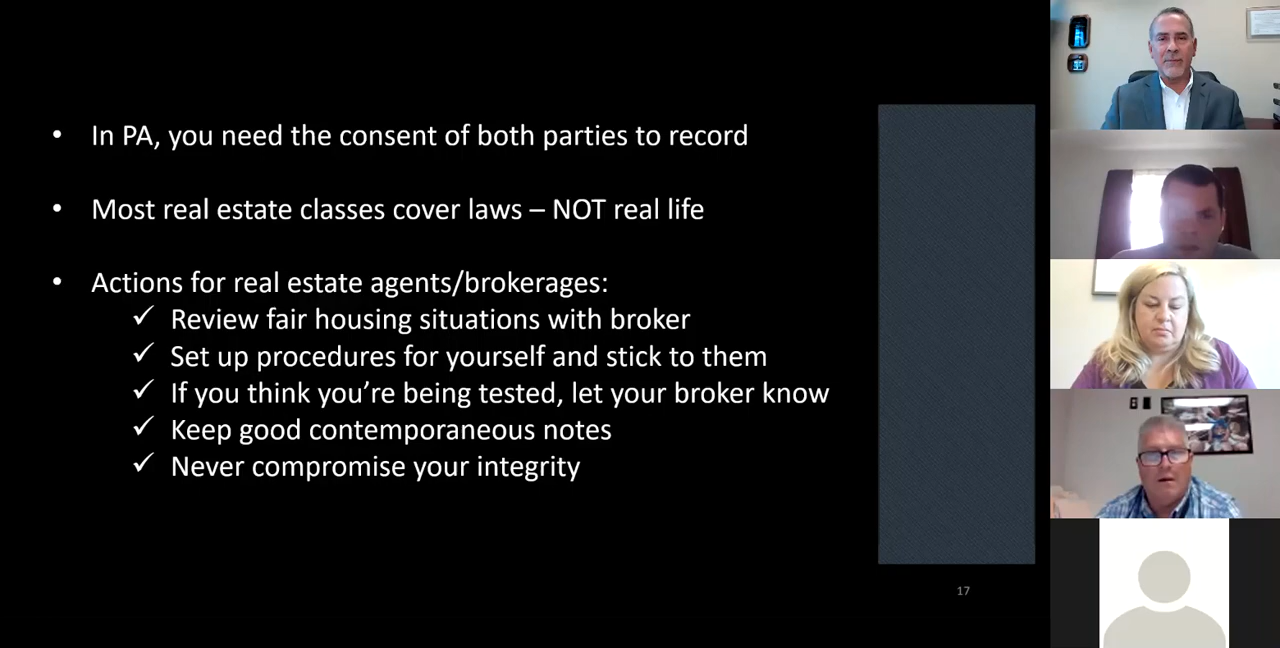 • In PA, you need the consent of both parties to record
• Most real estate classes cover laws – NOT real life
• Actions for real estate agents/brokerages:
✓ Review fair housing situations with broker
✓ Set up procedures for yourself and stick to them
✓ If you think you’re being tested, let your broker know
✓ Keep good contemporaneous notes
✓ Never compromise your integrity
17